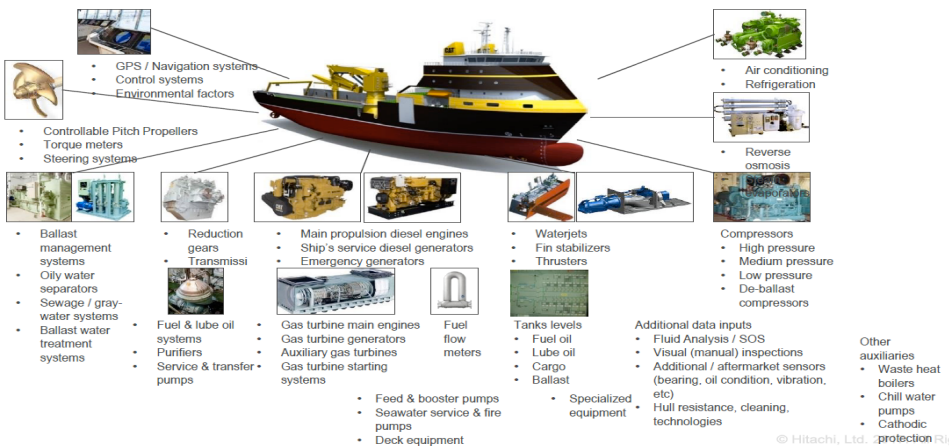 • GPS / Navigation systems
• Control systems
• Environmental factors
• Air conditioning
• Refrigeration
• Controllable Pitch Propellers
• Torque meters
• Steering systems
• Reverse
osmosis
evaporators
• Ballast
management
systems
• Oily water
separators
• Sewage / gray-
water systems
• Ballast water
treatment
systems
• Reduction
gears
• Transmissi
• Main propulsion diesel engines
• Ship's service diesel generators
• Emergency generators
• Waterjets
• Fin stabilizers
• Thrusters
Compressors
• High pressure
• Medium pressure
• Low pressure
• De-ballast
compressors
• Fuel & lube oil
systems
• Purifiers
• Service & transfer
pumps
• Gas turbine main engines
• Gas turbine generators
• Auxiliary gas turbines
• Gas turbine starting
systems
Fuel
flow
meters
Tanks levels
• Fuel oil
• Lube oil
• Cargo
• Ballast
Additional data inputs
• Fluid Analysis / SOS
• Visual (manual) inspections
• Additional / aftermarket sensors
(bearing, oil condition, vibration,
etc)
• Hull resistance, cleaning,
technologies
Other
auxiliaries
• Waste heat
boilers
• Chill water
pumps
• Cathodic
protection
• Feed & booster pumps
• Seawater service & fire
pumps
• Deck equipment
• Specialized
equipment
© Hitachi, Ltd.
CAT